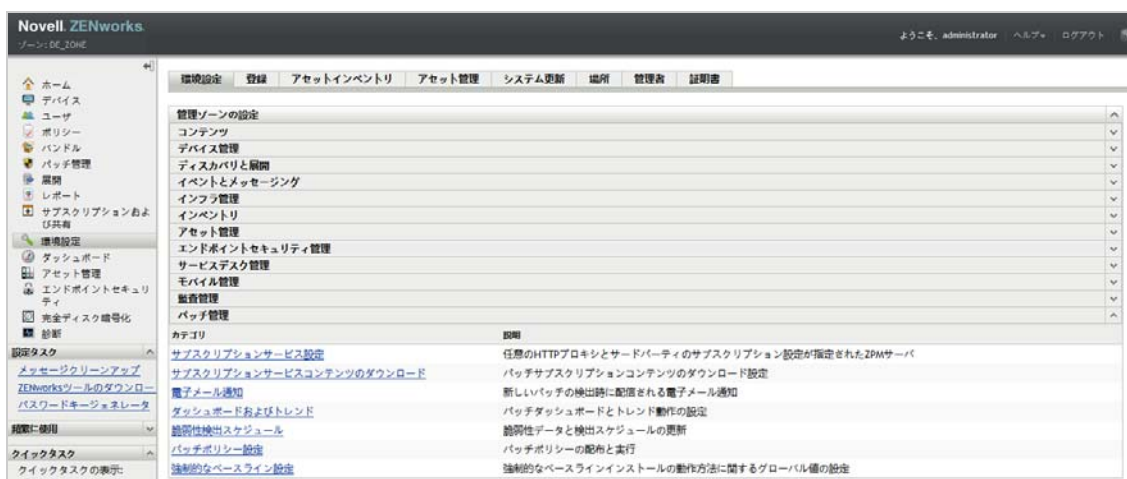 Novell. ZENworks.
ゾーン: DE_ZONE
ようこそ、administrator ヘルプ ログアウト
ホーム
デバイス
ユーザ
ポリシー
バンドル
パッチ管理
展開
レポート
サブスクリプションおよ
び共有
環境設定
ダッシュボード
アセット管理
エンドポイントセキュリ
ティ
完全ディスク暗号化
診断
設定タスク
メッセージクリーンアップ
ZENworksツールのダウンロー
パスワードキージェネレータ
頻繁に使用
クイックタスク
クイックタスクの表示:
環境設定 登録 アセットインベントリ アセット管理 システム更新 場所 管理者 証明書
管理ゾーンの設定
コンテンツ
デバイス管理
ディスカバリと展開
イベントとメッセージング
インフラ管理
インベントリ
アセット管理
エンドポイントセキュリティ管理
サービスデスク管理
モバイル管理
監査管理
パッチ管理
カテゴリ 説明
サブスクリプションサービス設定 任意のHTTPプロキシとサードパーティのサブスクリプション設定が指定されたZPMサーバ
サブスクリプションサービスコンテンツのダウンロード パッチサブスクリプションコンテンツのダウンロード設定
電子メール通知 新しいパッチの検出時に配信される電子メール通知
ダッシュボードおよびトレンド パッチダッシュボードとトレンド動作の設定
脆弱性検出スケジュール 脆弱性データと検出スケジュールの更新
パッチポリシー設定 パッチポリシーの配布と実行
強制的なベースライン設定 強制的なベースラインインストールの動作方法に関するグローバル値の設定